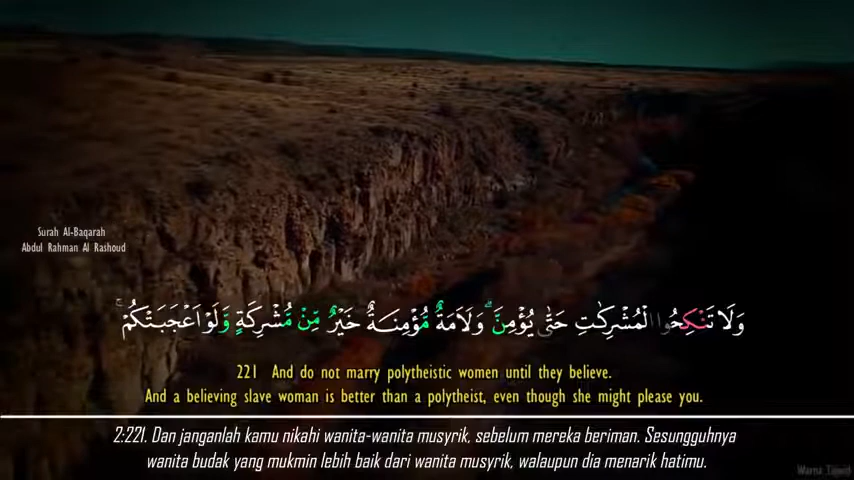 Surah Al-Baqarah
Abdul Rahman Al Rashoud
وَلَا تَنْكِحُوا الْمُشْرِكٰتِ حَتّٰى يُؤْمِنَّ ۗ وَلَاَمَةٌ مُّؤْمِنَةٌ خَيْرٌ مِّنْ مُّشْرِكَةٍ وَّلَوْ اَعْجَبَتْكُمْ ۚ
221 And do not marry polytheistic women until they believe.
And a believing slave woman is better than a polytheist, even though she might please you.
2:221. Dan janganlah kamu nikahi wanita-wanita musyrik, sebelum mereka beriman. Sesungguhnya
wanita budak yang mukmin lebih baik dari wanita musyrik, walaupun dia menarik hatimu.
Warna Tajwid